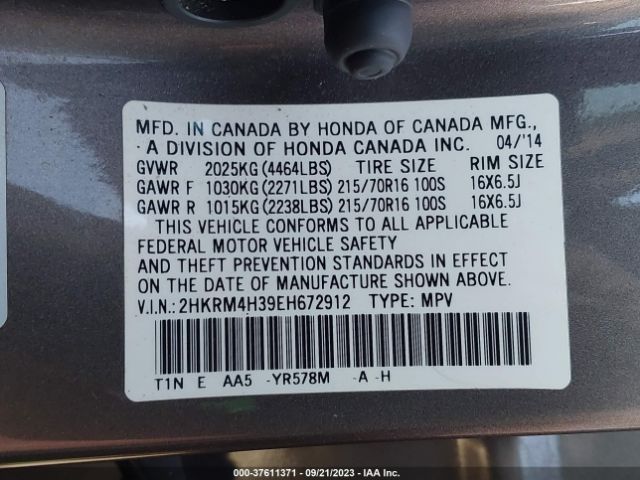 MFD. IN CANADA BY HONDA OF CANADA MFG.,
A DIVISION OF HONDA CANADA INC. 04/'14
GVWR 2025KG(4464LBS) TIRE SIZE RIM SIZE
GAWR F 1030KG(2271LBS) 215/70R16 100S 16X6.5J
GAWR R 1015KG(2238LBS) 215/70R16 100S 16X6.5J
THIS VEHICLE CONFORMS TO ALL APPLICABLE
FEDERAL MOTOR VEHICLE SAFETY
AND THEFT PREVENTION STANDARDS IN EFFECT
ON THE DATE OF MANUFACTURE SHOWN ABOVE.
V.I.N.: 2HKRM4H39EH672912 TYPE: MPV
T1N E AA5 -YR578M -A -H
000-37611371 - 09/21/2023 - IAA Inc.